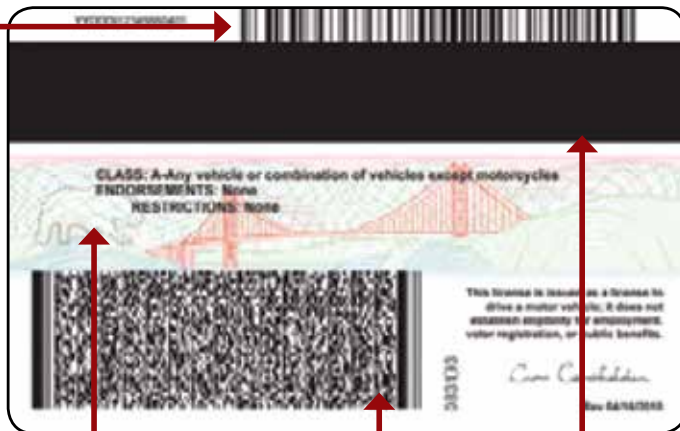 CLASS: A-Any vehicle or combination of vehicles except motorcycles
ENDORSEMENTS: None
RESTRICTIONS: None
This license is issued as a license to
drive a motor vehicle; it does not
establish eligibility for employment,
voter registration, or public benefits.
Rev